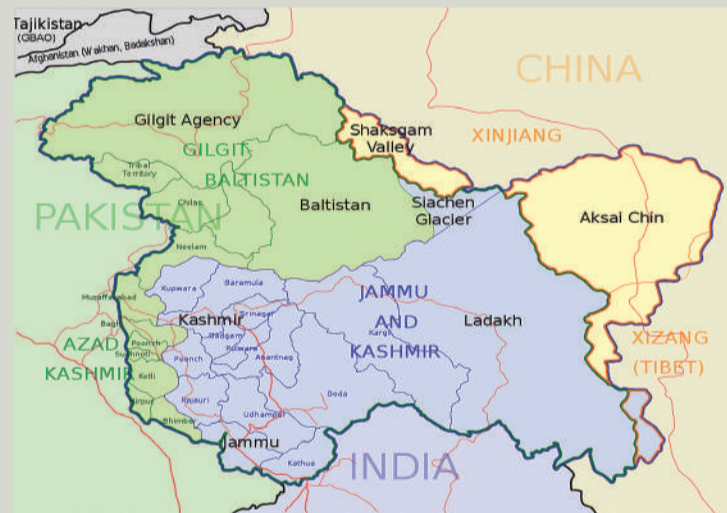 Tajikistan
(GBAO)
Afghanistan (Wakhan, Badakshan)
CHINA
Gilgit Agency
Shaksgam
Valley
XINJIANG
GILGIT
BALTISTAN
Tribal
Territory
Chilas
Baltistan
Siachen
Glacier
Aksai Chin
PAKISTAN
Neelam
Kupwara
Baramula
JAMMU
AND
KASHMIR
Muzaffarabad
Kashmir
Srinagar
Ladakh
Bagh
Badgam
Kargil
XIZANG
(TIBET)
AZAD
KASHMIR
Poonch
Pulwara
Sudhnoti
Poonch
Anantnag
Kotli
Rajauri
Doda
Mirpur
Udhampur
Bhimber
Jammu
Kathua
INDIA